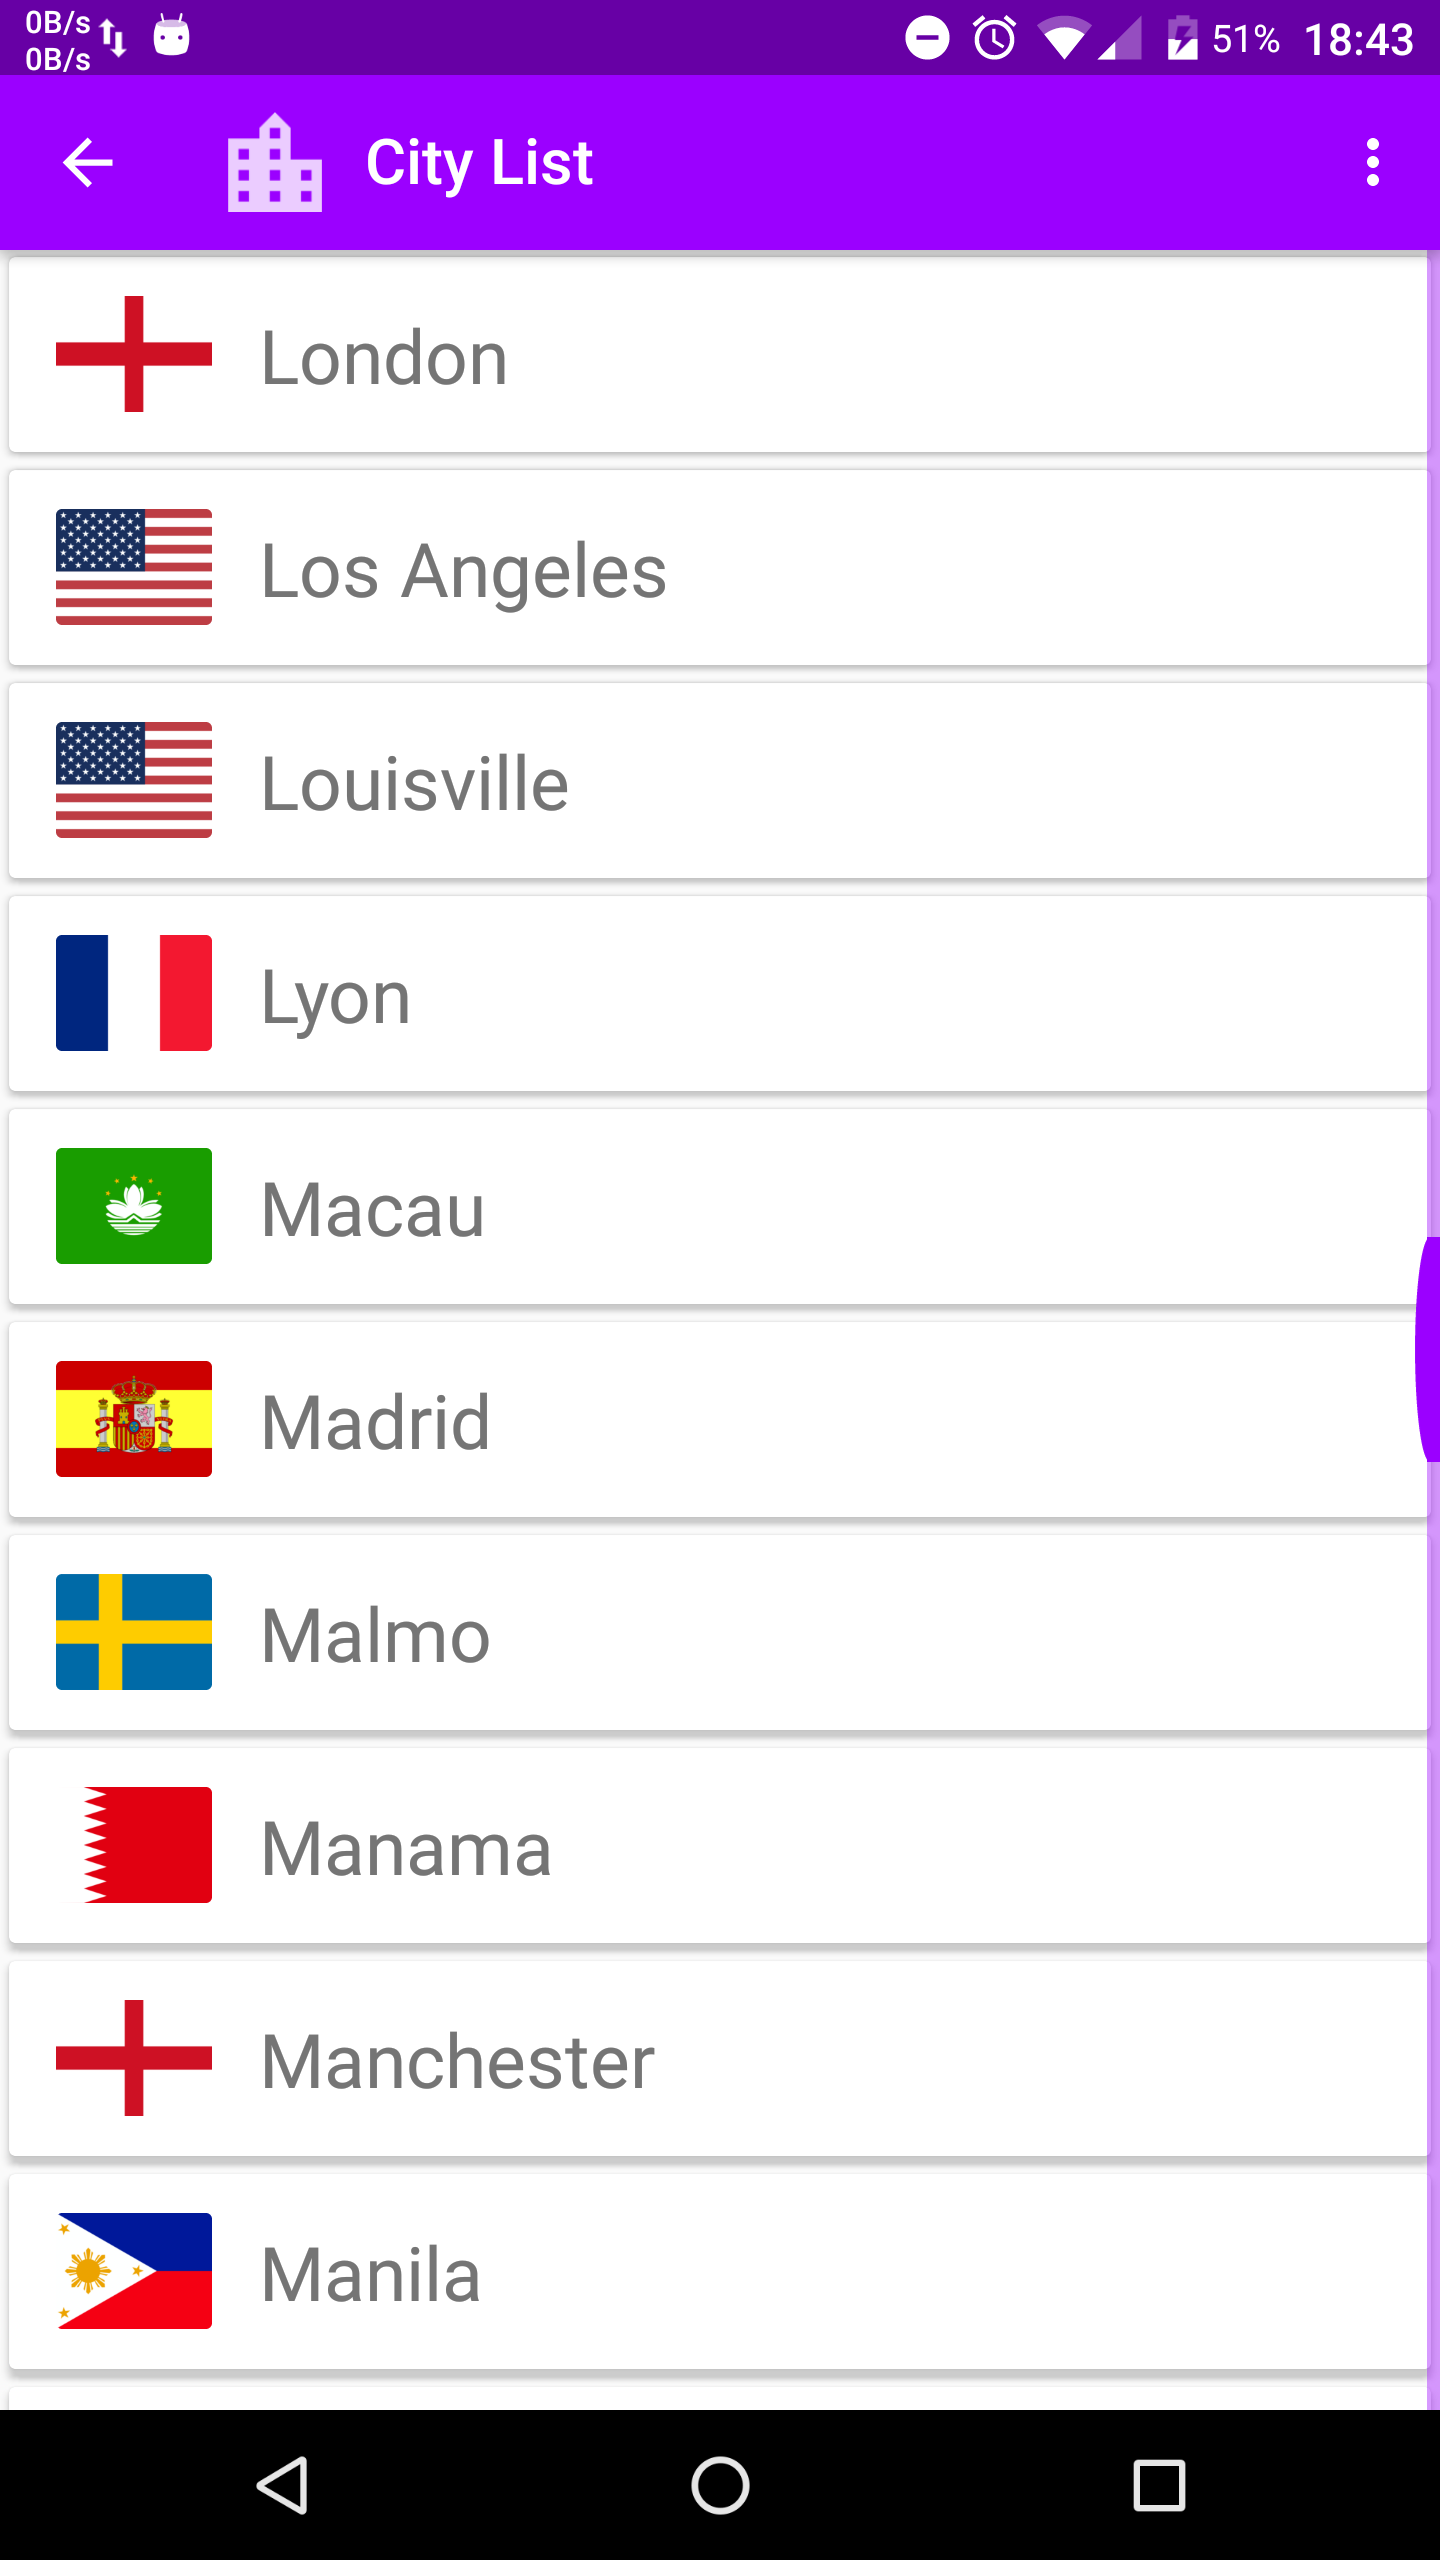 0B/s
0B/s
51% 18:43
City List
London
Los Angeles
Louisville
Lyon
Macau
Madrid
Malmo
Manama
Manchester
Manila